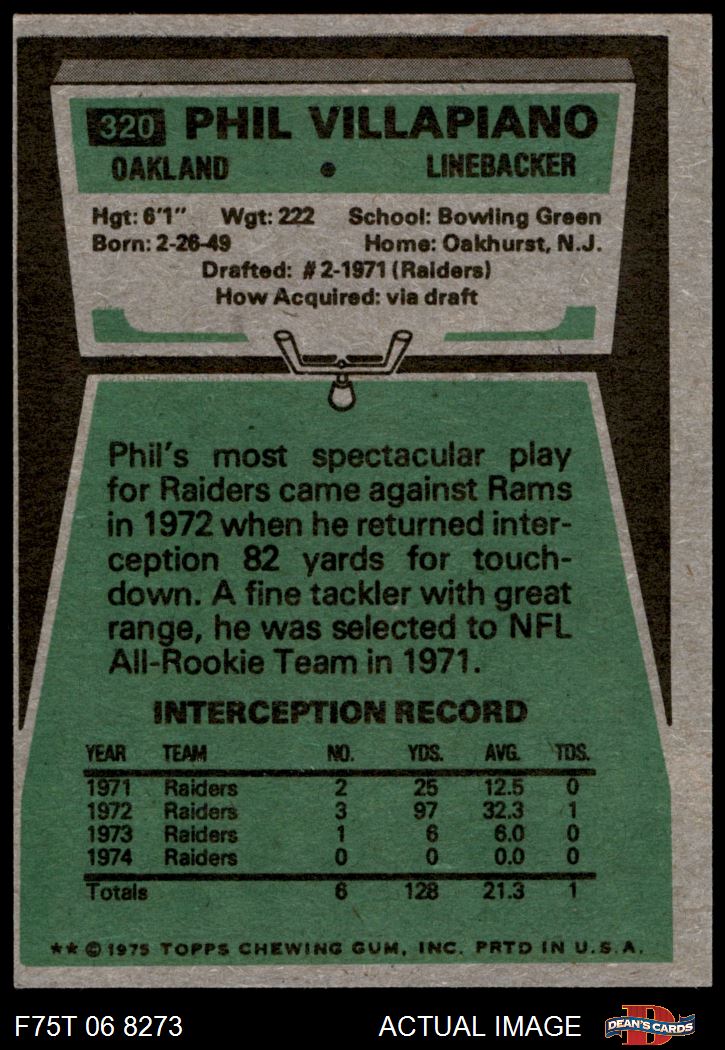 320 PHIL VILLAPIANO
OAKLAND • LINEBACKER
Hgt: 6'1" Wgt: 222 School: Bowling Green
Born: 2-26-49 Home: Oakhurst, N.J.
Drafted: #2-1971 (Raiders)
How Acquired: via draft
Phil's most spectacular play
for Raiders came against Rams
in 1972 when he returned inter-
ception 82 yards for touch-
down. A fine tackler with great
range, he was selected to NFL
All-Rookie Team in 1971.
INTERCEPTION RECORD
YEAR TEAM NO. YDS. AVG. TDS.
1971 Raiders 2 25 12.5 0
1972 Raiders 3 97 32.3 1
1973 Raiders 1 6 6.0 0
1974 Raiders 0 0 0.0 0
Totals 6 128 21.3 1
** © 1975 TOPPS CHEWING GUM, INC. PRTD IN U.S.A.
F75T 06 8273 ACTUAL IMAGE D DEAN'S CARDS